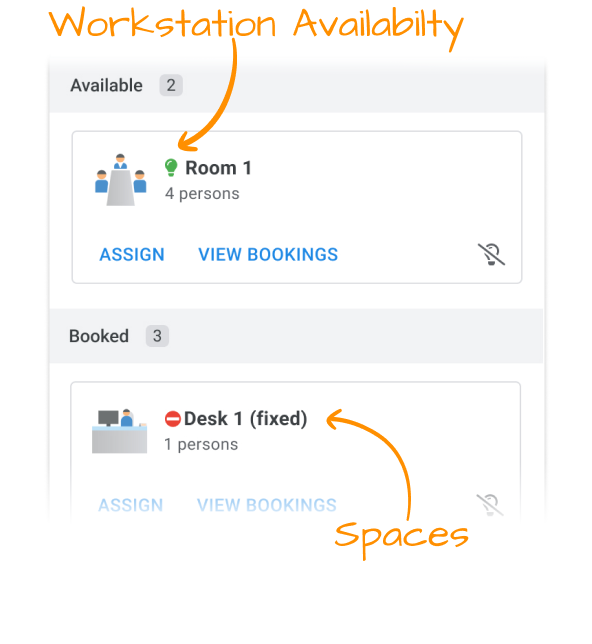 Workstation Availabilty
Available 2
Room 1
4 persons
ASSIGN VIEW BOOKINGS
Booked 3
Desk 1 (fixed)
1 persons
ASSIGN VIEW BOOKINGS
Spaces